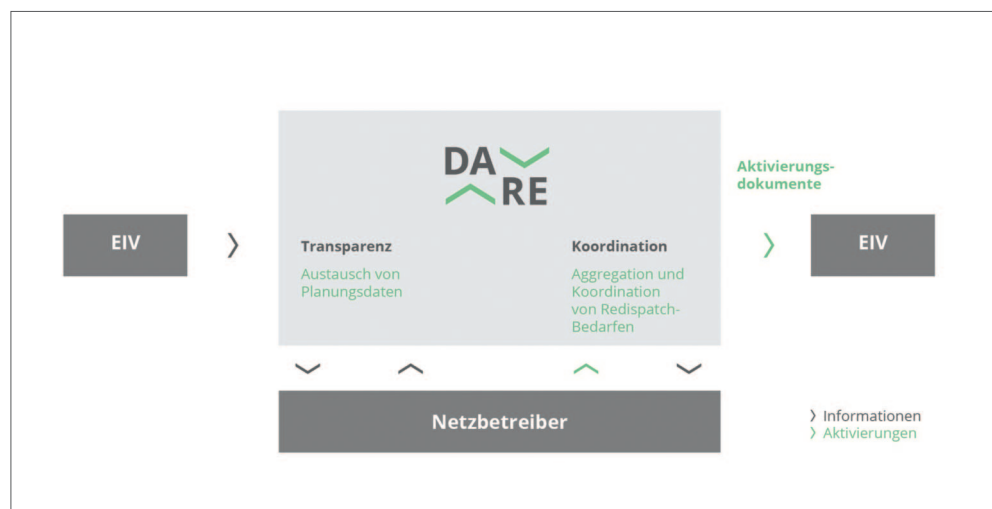 DA
RE
Aktivierungs-
dokumente
EIV
Transparenz
Austausch von
Planungsdaten
Koordination
Aggregation und
Koordination
von Redispatch-
Bedarfen
EIV
Netzbetreiber
Informationen
Aktivierungen